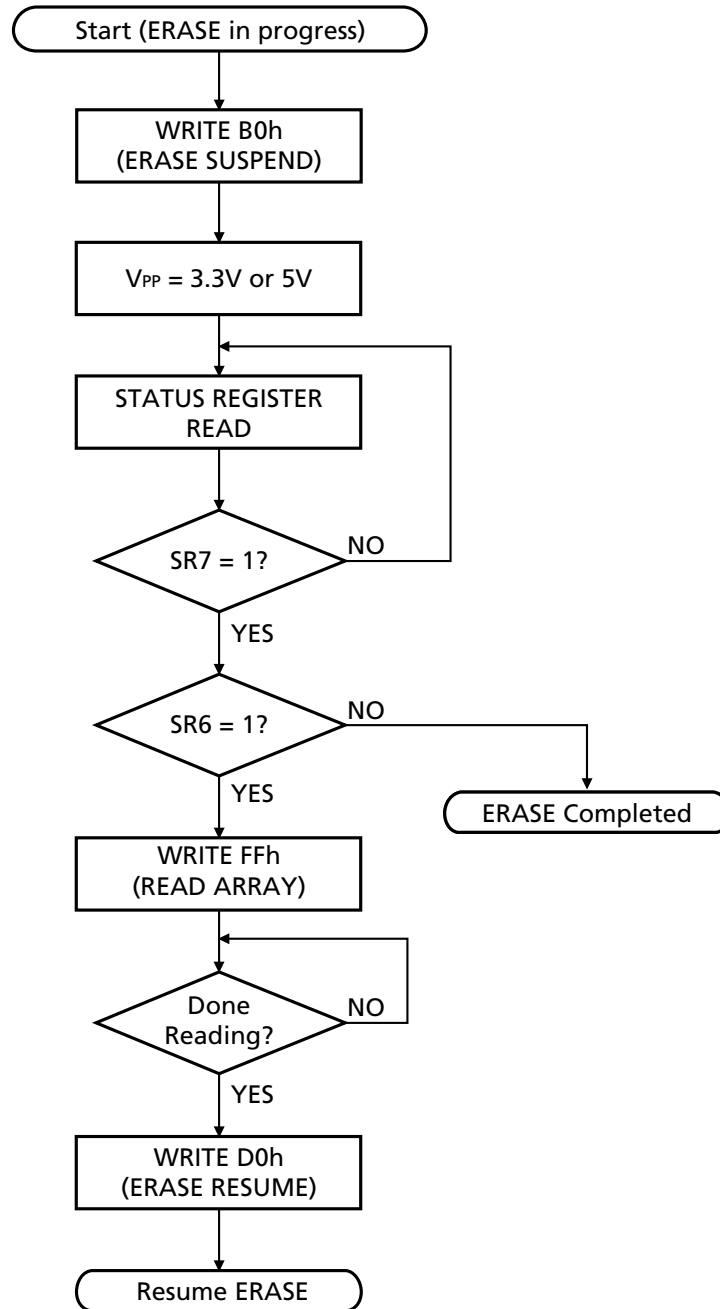 Start (ERASE in progress)
WRITE B0h
(ERASE SUSPEND)
VPP = 3.3V or 5V
STATUS REGISTER
READ
SR7 = 1?
NO
YES
SR6 = 1?
NO
YES
ERASE Completed
WRITE FFh
(READ ARRAY)
Done
Reading?
NO
YES
WRITE D0h
(ERASE RESUME)
Resume ERASE